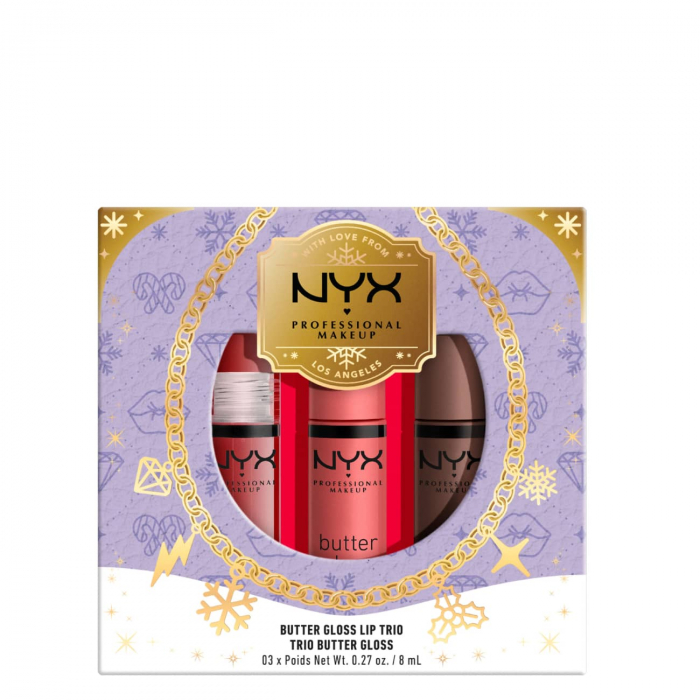 WITH LOVE FROM
NYX
PROFESSIONAL
MAKEUP
LOS ANGELES
NYX
PROFESSIONAL
MAKEUP
NYX
PROFESSIONAL
MAKEUP
butter
NYX
PROFESSIONAL
MAKEUP
BUTTER GLOSS LIP TRIO
TRIO BUTTER GLOSS
03 x Poids Net Wt. 0.27 oz. / 8 mL